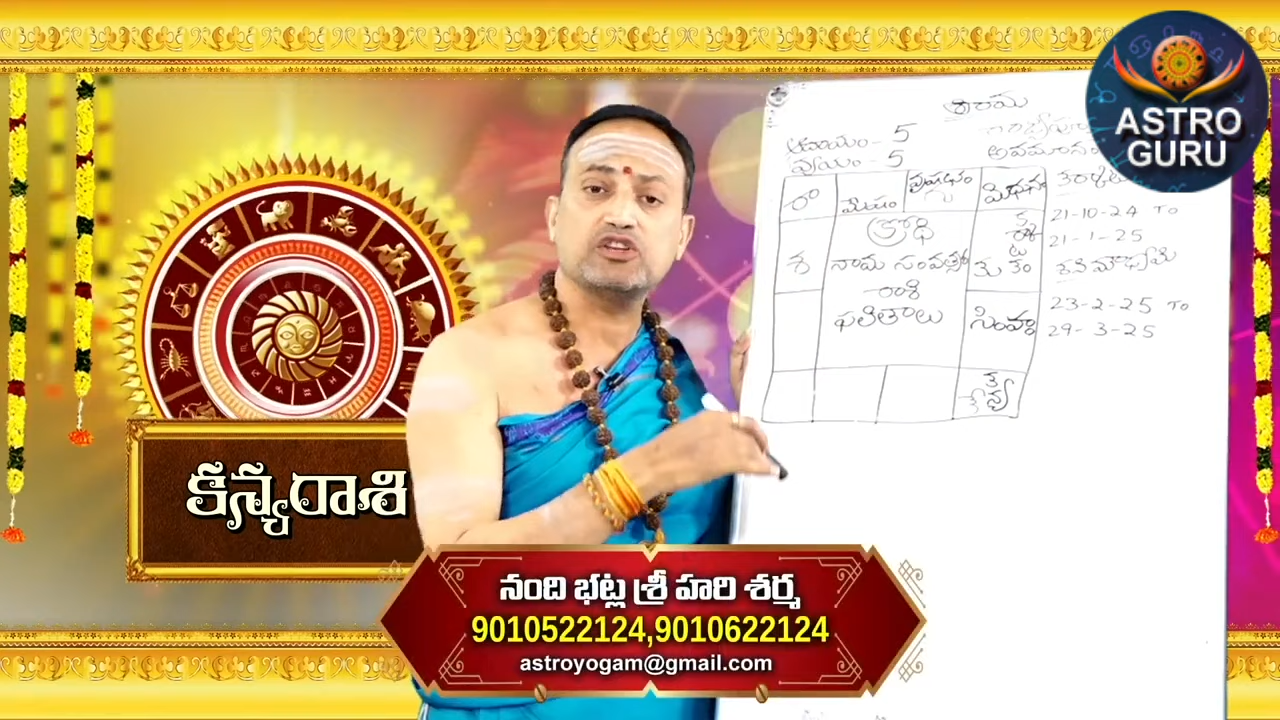 ASTRO
GURU
శ్రీరామ
ఆదాయం - 5
వ్యయం - 5
రా
మేషం
వృషభం
మిథున
21-10-24 To
21-1-25
క్రోధి
శ
నామ సంవత్సర
రాశి
ఫలితాలు
సింహ
23-2-25 To
29-3-25
కన్యరాశి
నంది భట్ల శ్రీ హరి శర్మ
9010522124,9010622124
astroyogam@gmail.com